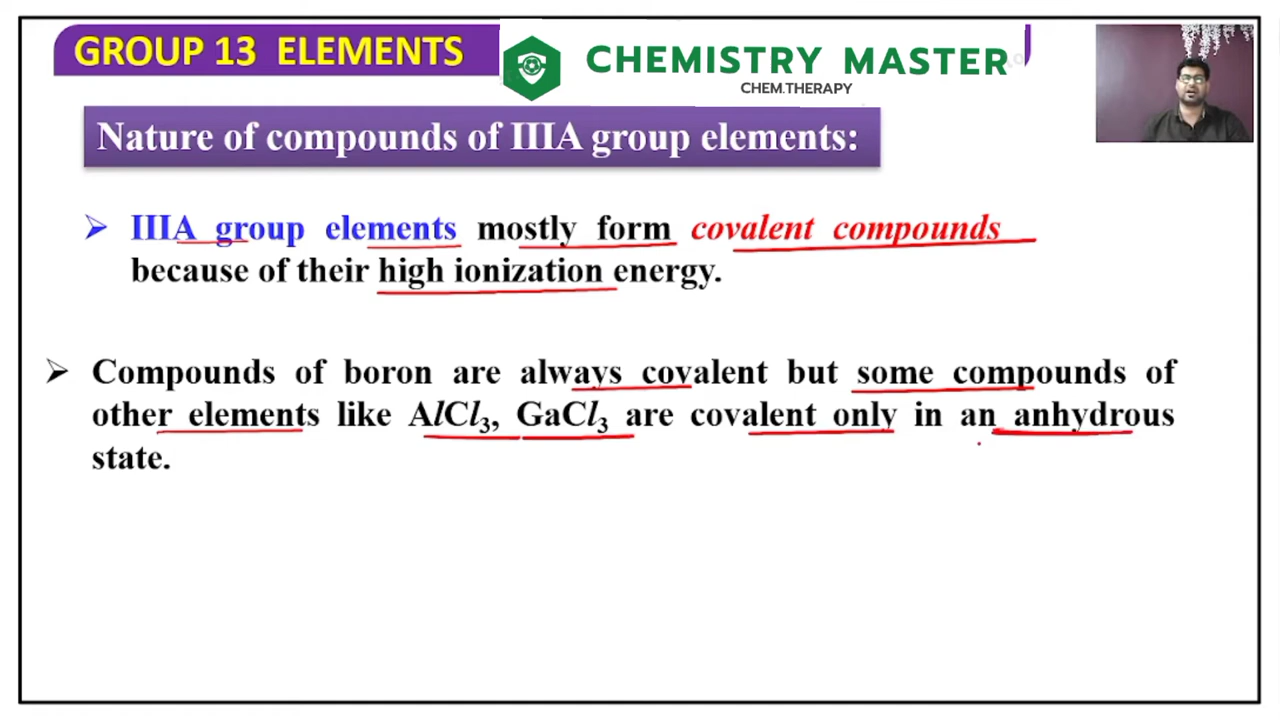 GROUP 13 ELEMENTS
CHEMISTRY MASTER
CHEM.THERAPY
Nature of compounds of IIIA group elements:
➢ IIIA group elements mostly form covalent compounds
because of their high ionization energy.
➢ Compounds of boron are always covalent but some compounds of
other elements like AlCl₃, GaCl₃ are covalent only in an anhydrous
state.